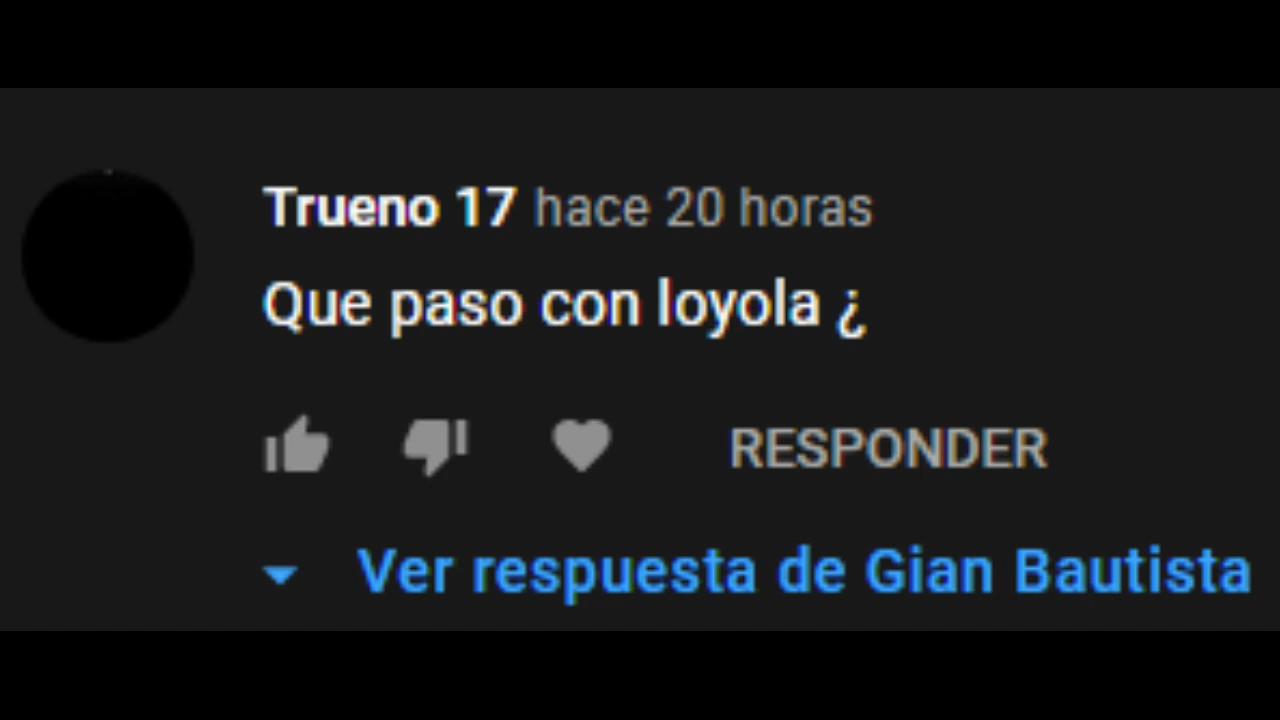 Trueno 17 hace 20 horas
Que paso con loyola ¿
RESPONDER
Ver respuesta de Gian Bautista